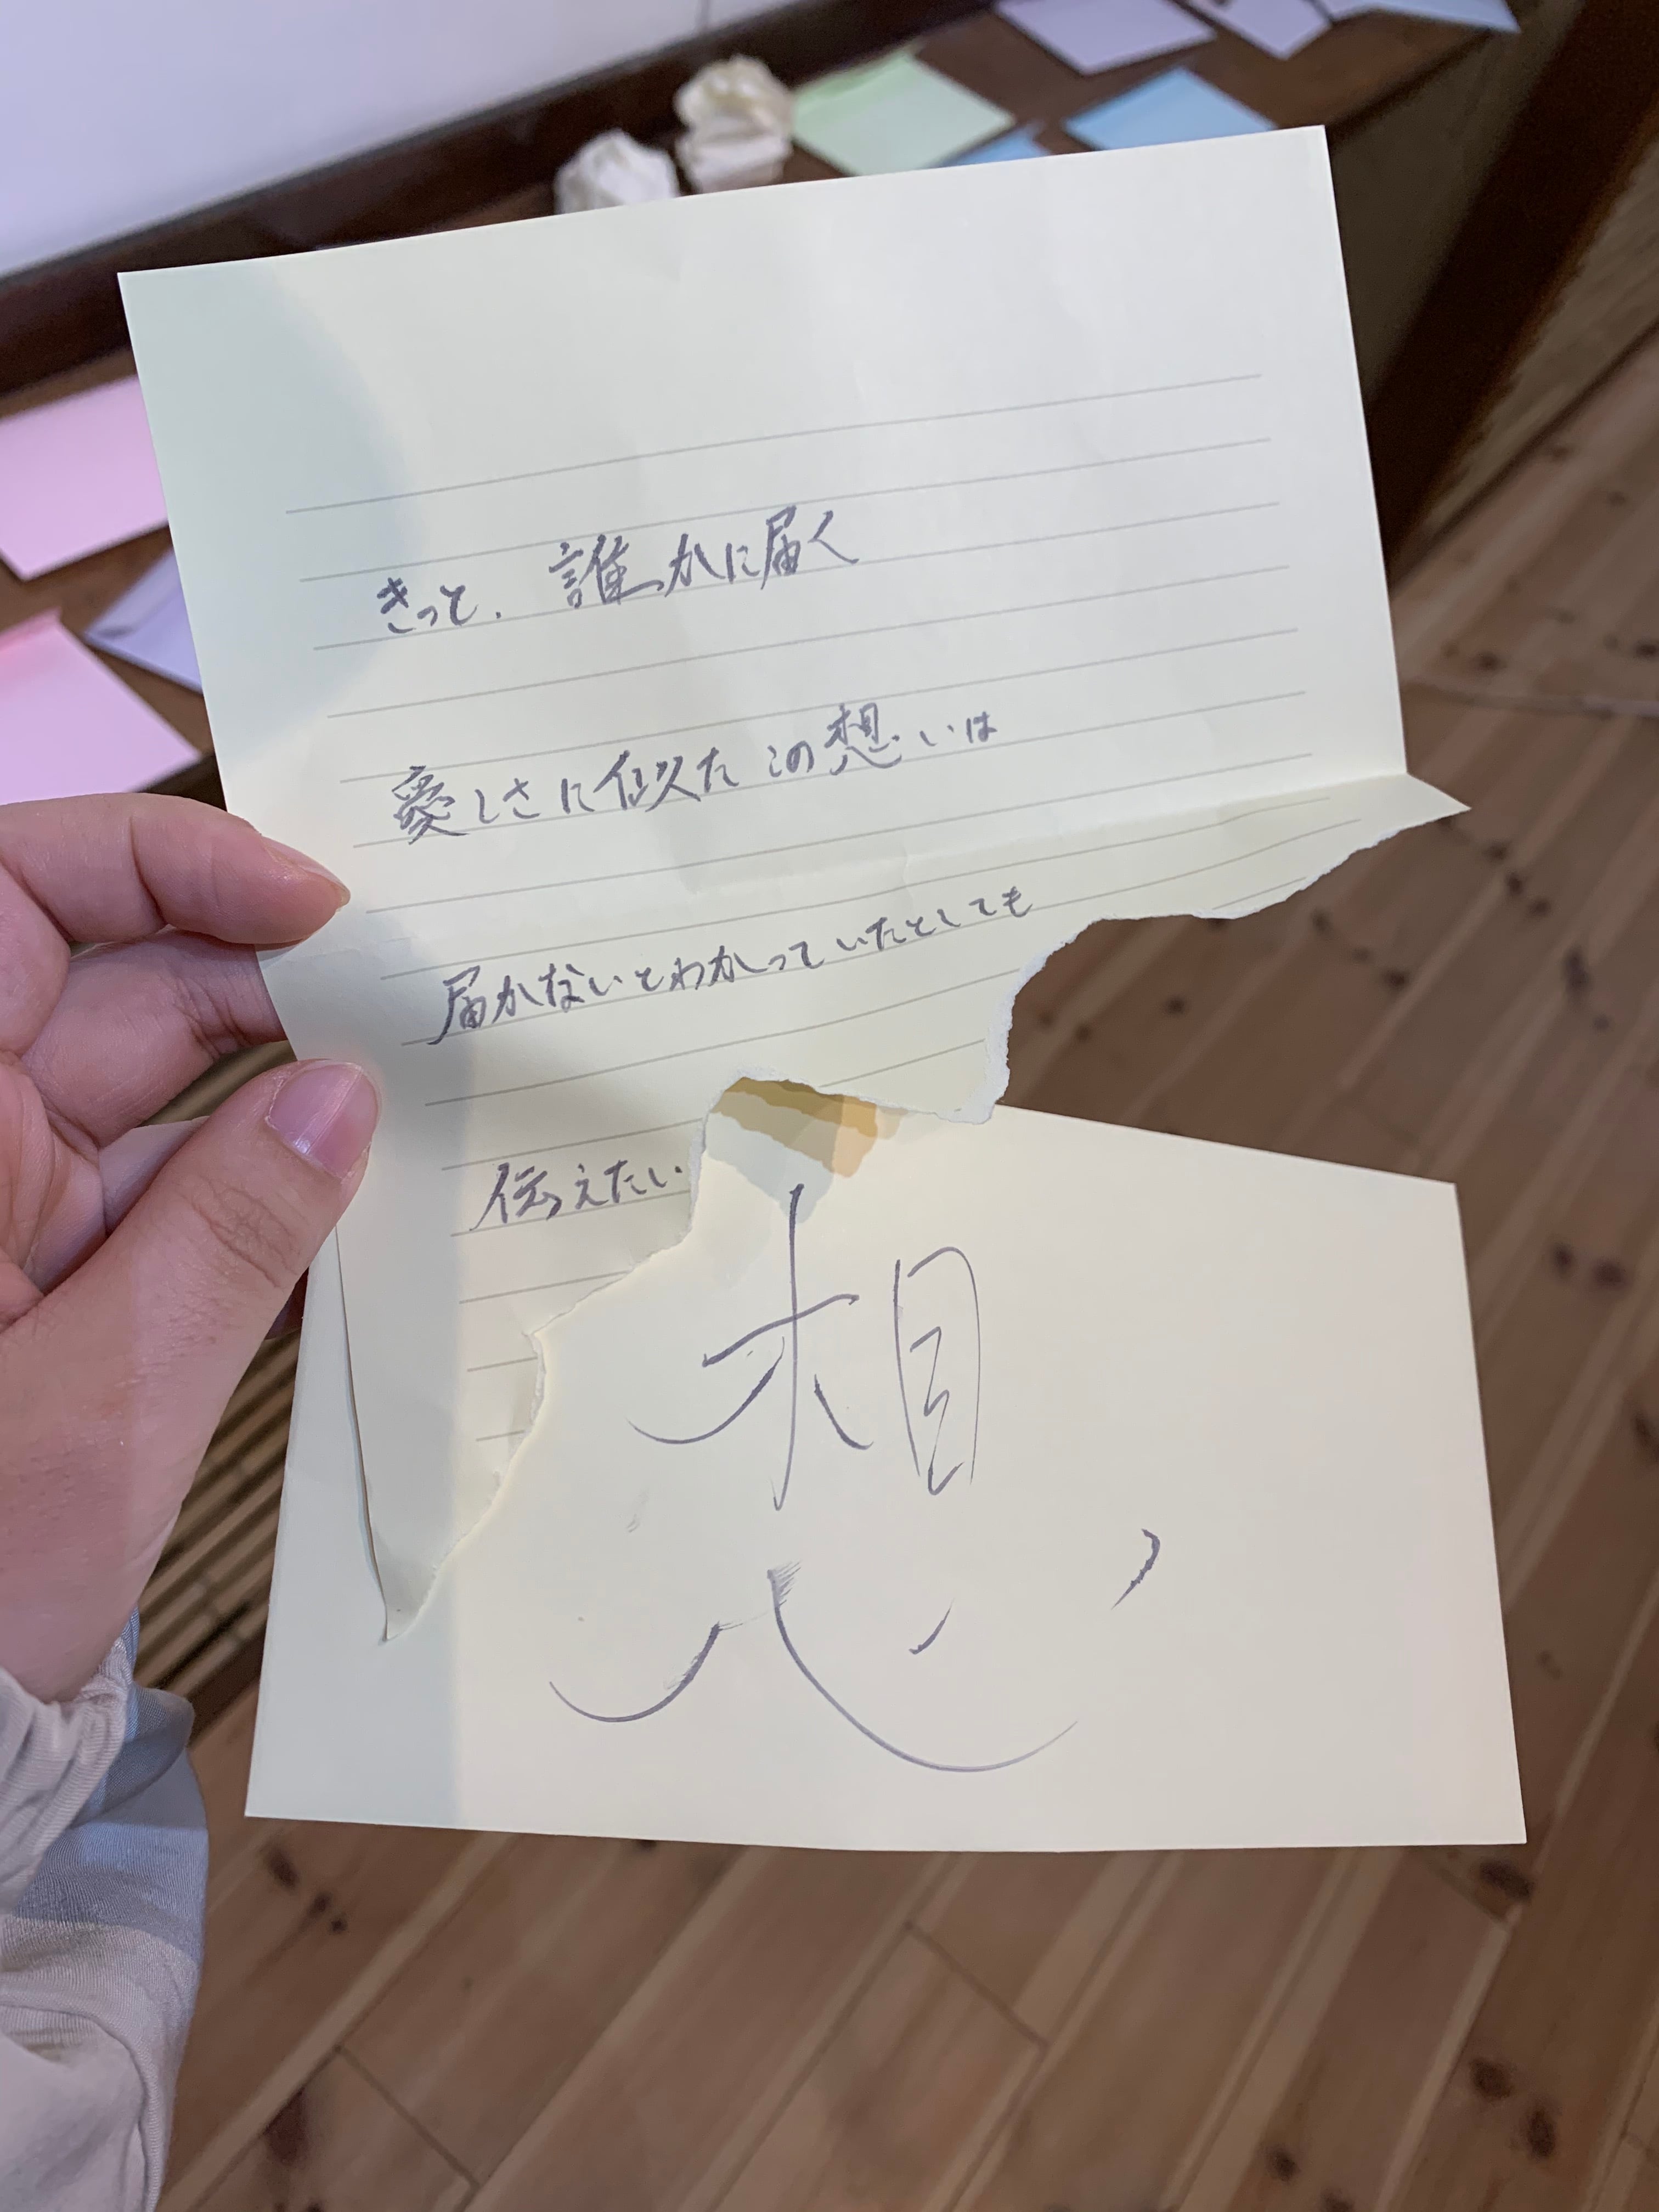 きっと、誰かに届く
愛しさに似たこの想いは
届かないとわかっていたとしても
伝えたい
想